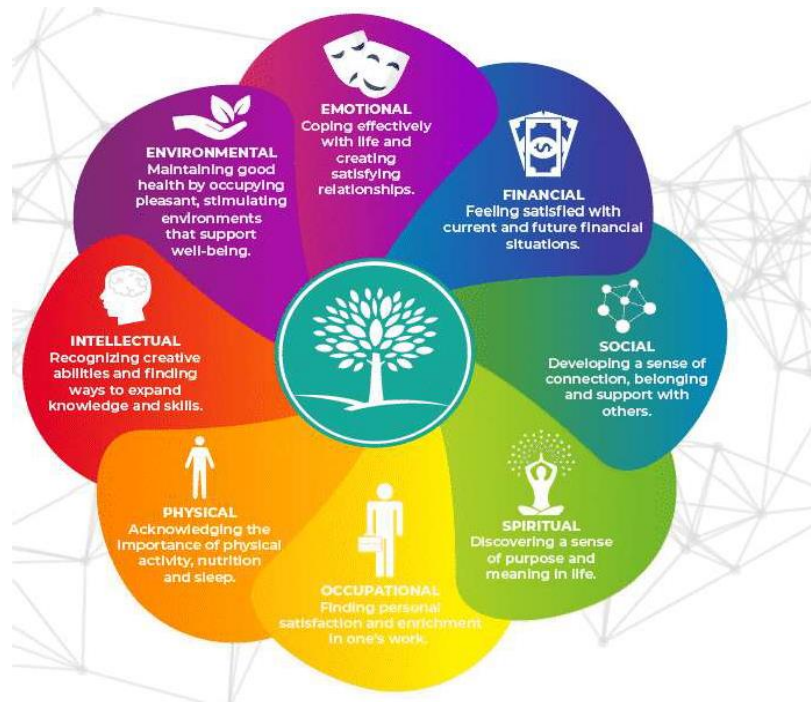 EMOTIONAL
Coping effectively
with life and
creating
satisfying
relationships.
FINANCIAL
Feeling satisfied with
current and future financial
situations.
SOCIAL
Developing a sense of
connection, belonging
and support with
others.
SPIRITUAL
Discovering a sense
of purpose and
meaning in life.
OCCUPATIONAL
Finding personal
satisfaction and enrichment
in one's work.
PHYSICAL
Acknowledging the
importance of physical
activity, nutrition
and sleep.
INTELLECTUAL
Recognizing creative
abilities and finding
ways to expand
knowledge and skills.
ENVIRONMENTAL
Maintaining good
health by occupying
pleasant, stimulating
environments
that support
well-being.